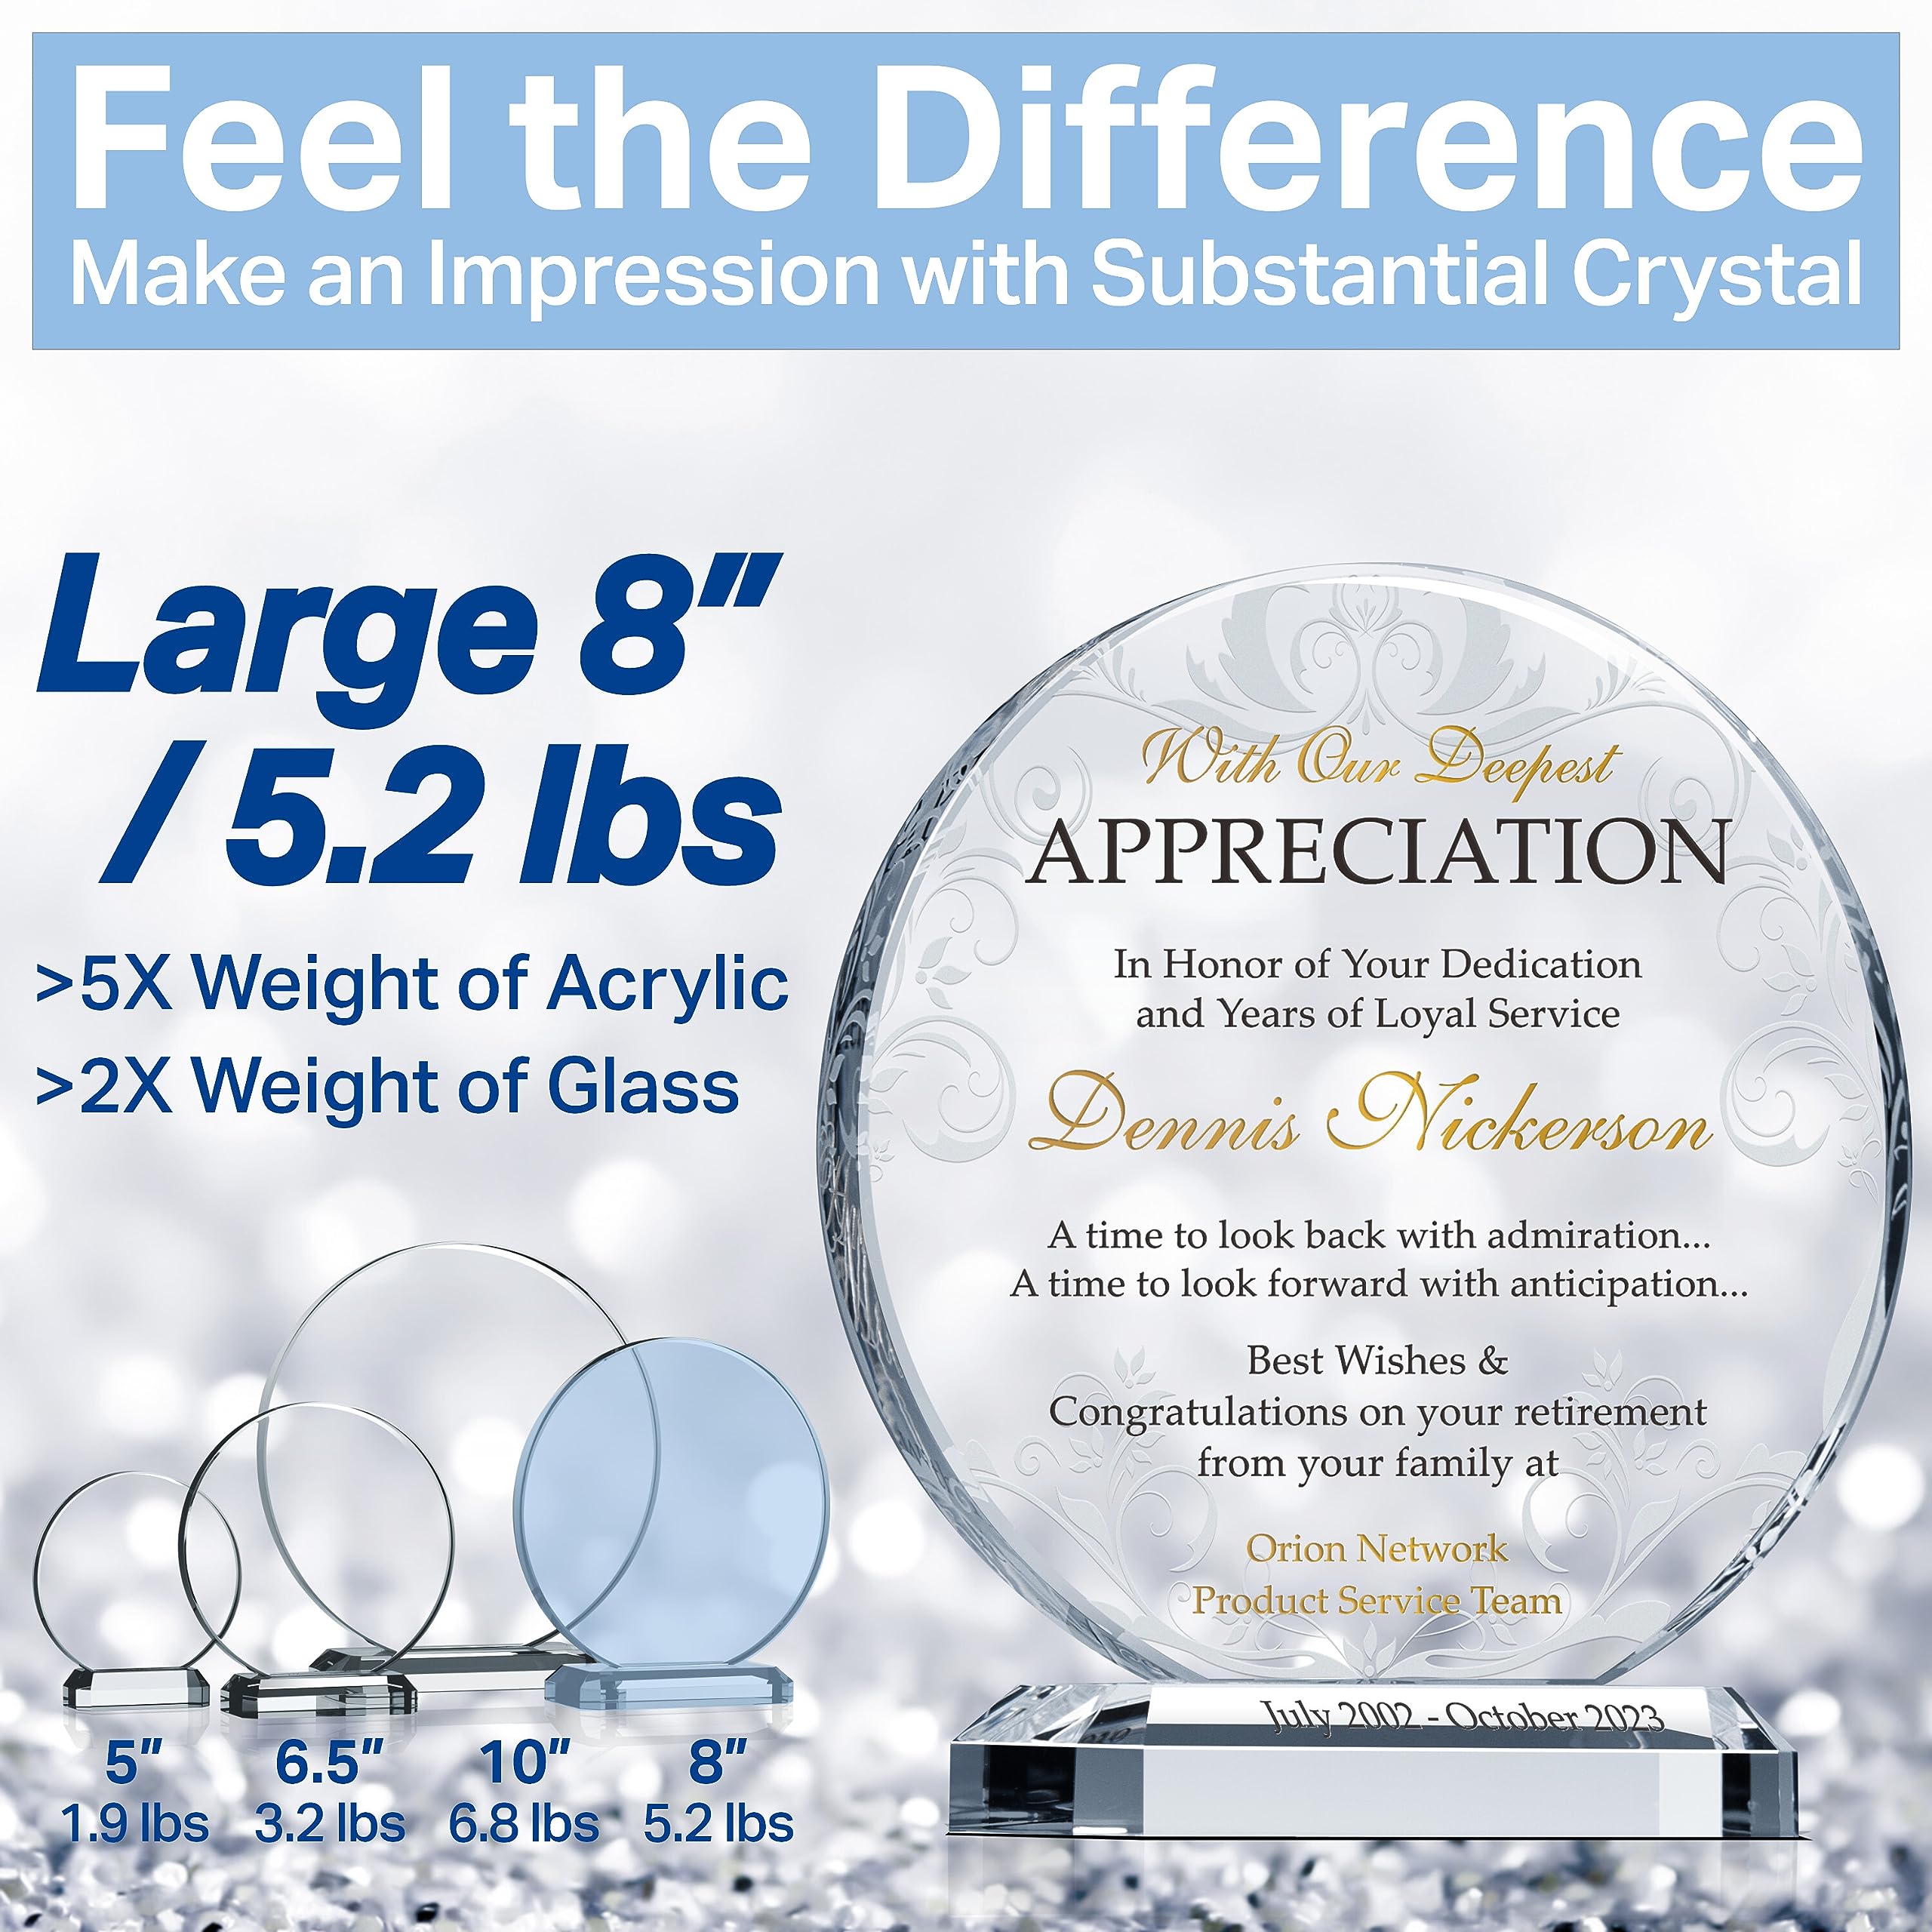 Feel the Difference
Make an Impression with Substantial Crystal
Large 8"
/ 5.2 lbs
>5X Weight of Acrylic
>2X Weight of Glass
With Our Deepest
APPRECIATION
In Honor of Your Dedication
and Years of Loyal Service
Dennis Nickerson
A time to look back with admiration...
A time to look forward with anticipation...
Best Wishes &
Congratulations on your retirement
from your family at
Orion Network
Product Service Team
July 2002 - October 2023
5" 6.5" 10" 8"
1.9 lbs 3.2 lbs 6.8 lbs 5.2 lbs